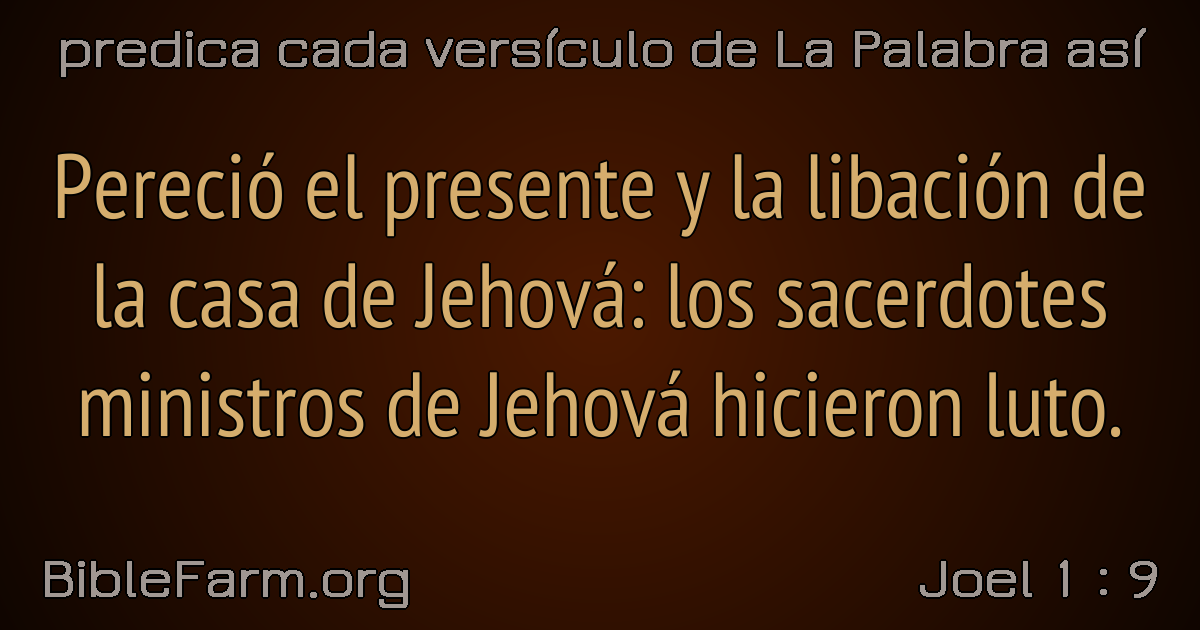 predica cada versículo de La Palabra así
Pereció el presente y la libación de
la casa de Jehová: los sacerdotes
ministros de Jehová hicieron luto.
BibleFarm.org
Joel 1 : 9